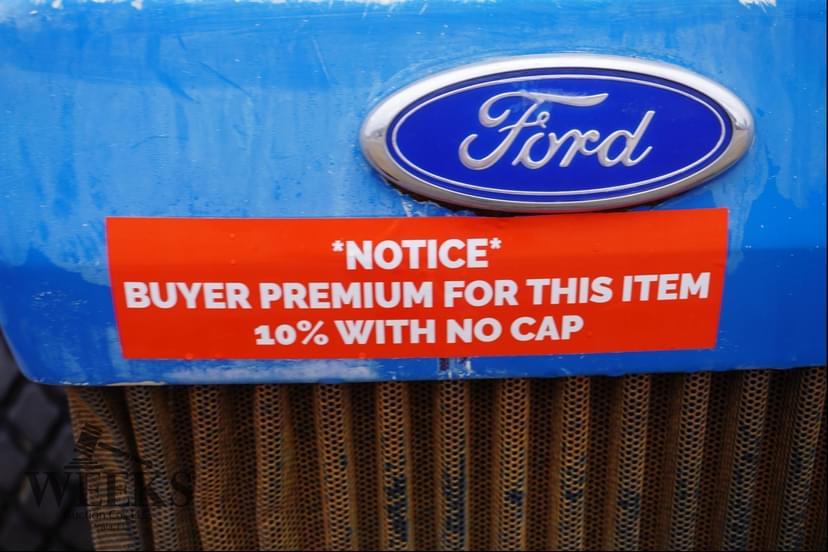 Ford
*NOTICE*
BUYER PREMIUM FOR THIS ITEM
10% WITH NO CAP
WEEKS